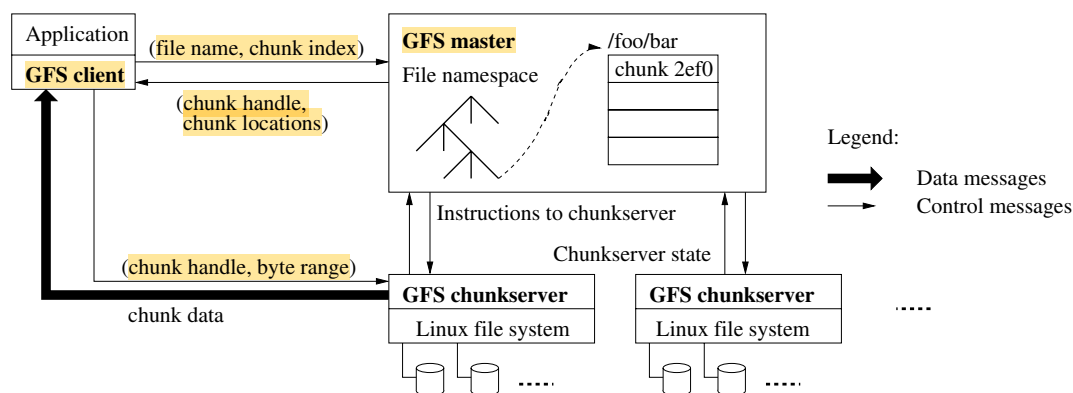 Application
GFS client
(file name, chunk index)
(chunk handle,
chunk locations)
GFS master
File namespace
/foo/bar
chunk 2ef0
Legend:
Data messages
Control messages
Instructions to chunkserver
Chunkserver state
(chunk handle, byte range)
chunk data
GFS chunkserver
Linux file system
GFS chunkserver
Linux file system